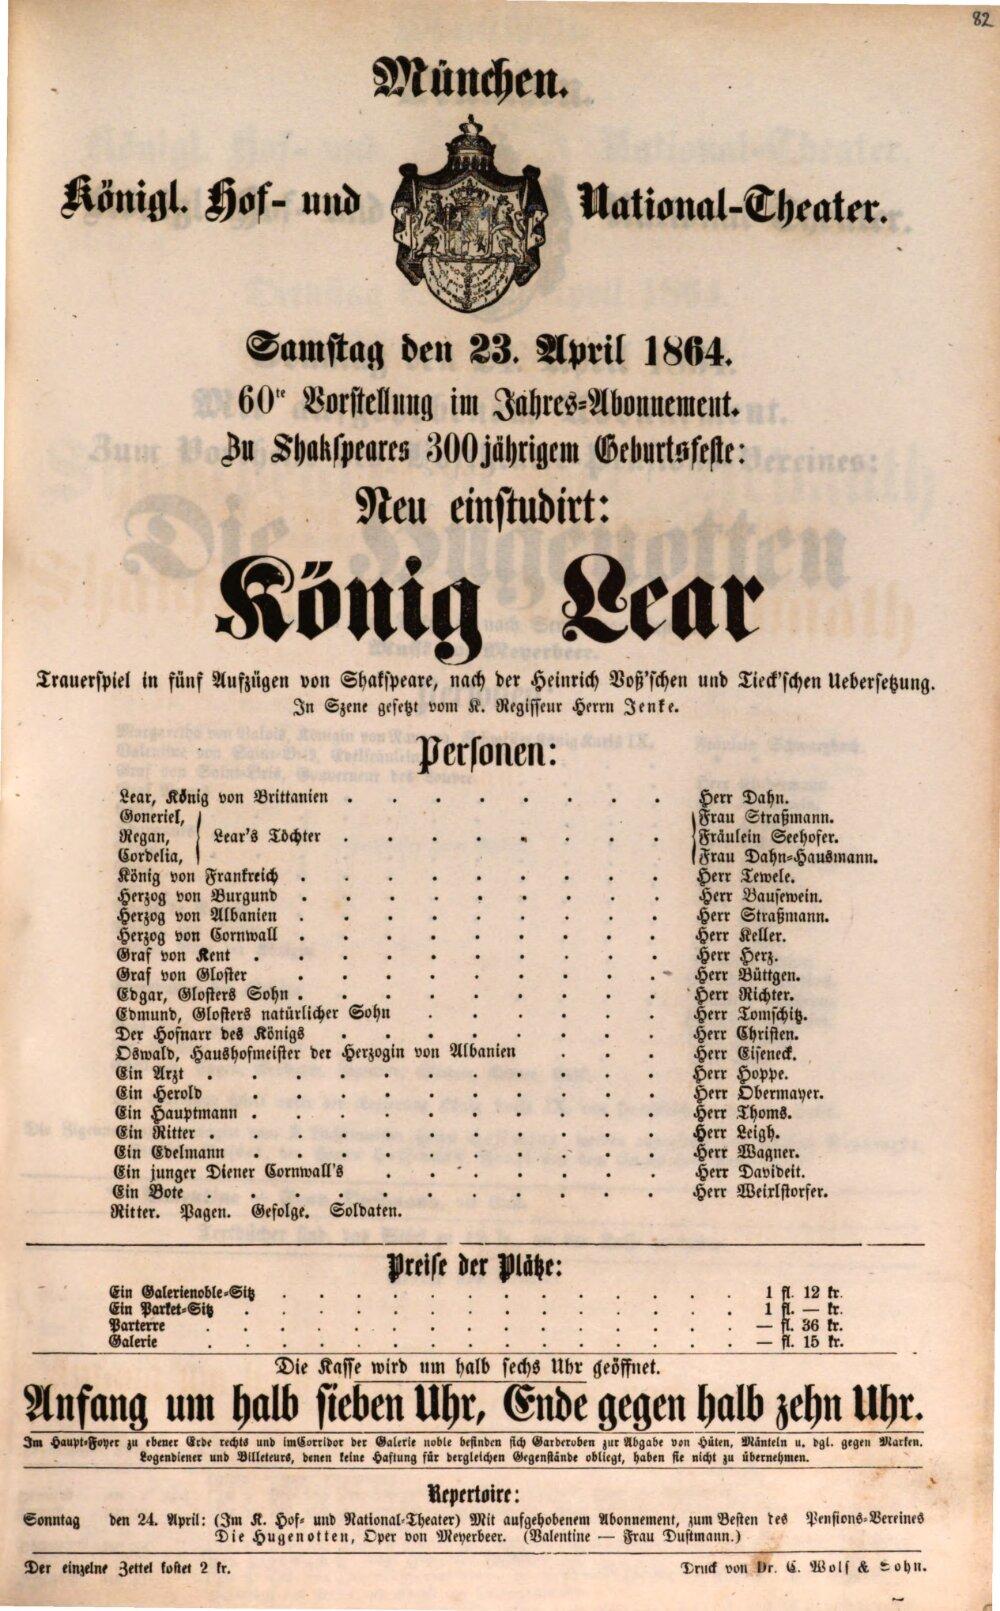 82
München.
Königl. Hof- und National-Theater.
Samstag den 23. April 1864.
60te Vorstellung im Jahres-Abonnement.
Zu Shakspeares 300jährigem Geburtsfeste:
Neu einstudirt:
König Lear
Trauerspiel in fünf Aufzügen von Shakspeare, nach der Heinrich Voß'schen und Tieck'schen Uebersetzung.
In Szene gesetzt vom K. Regisseur Herrn Jenke.
Personen:
Lear, König von Brittanien . . . . . . . . Herr Dahn.
Goneriel, Frau Straßmann.
Regan, Lear's Töchter . . . . . . . . Fräulein Seehofer.
Cordelia, Frau Dahn-Hausmann.
König von Frankreich . . . . . . . . . Herr Tewele.
Herzog von Burgund . . . . . . . . . Herr Bausewein.
Herzog von Albanien . . . . . . . . . Herr Straßmann.
Herzog von Cornwall . . . . . . . . . Herr Keller.
Graf von Kent . . . . . . . . . . Herr Herz.
Graf von Gloster . . . . . . . . . Herr Büttgen.
Edgar, Glosters Sohn . . . . . . . . . Herr Richter.
Edmund, Glosters natürlicher Sohn . . . . . . Herr Tomschitz.
Der Hofnarr des Königs . . . . . . . . Herr Christen.
Oswald, Haushofmeister der Herzogin von Albanien . . . Herr Eiseneck.
Ein Arzt . . . . . . . . . . . Herr Hoppe.
Ein Herold . . . . . . . . . . Herr Obermayer.
Ein Hauptmann . . . . . . . . . . Herr Thoms.
Ein Ritter . . . . . . . . . . . Herr Leigh.
Ein Edelmann . . . . . . . . . . Herr Wagner.
Ein junger Diener Cornwall's . . . . . . . Herr Davideit.
Ein Bote . . . . . . . . . . . Herr Weirlstorfer.
Ritter. Pagen. Gefolge. Soldaten.
Preise der Plätze:
Ein Galerienoble-Sitz . . . . . . . . . . . . 1 fl. 12 kr.
Ein Parket-Sitz . . . . . . . . . . . . . 1 fl. — kr.
Parterre . . . . . . . . . . . . . . — fl. 36 kr.
Galerie . . . . . . . . . . . . . . — fl. 15 kr.
Die Kasse wird um halb sechs Uhr geöffnet.
Anfang um halb sieben Uhr, Ende gegen halb zehn Uhr.
Im Haupt-Foyer zu ebener Erde rechts und im Corridor der Galerie noble befinden sich Garderoben zur Abgabe von Hüten, Mänteln u. dgl. gegen Marken.
Logendiener und Billeteurs, denen keine Haftung für dergleichen Gegenstände obliegt, haben sie nicht zu übernehmen.
Repertoire:
Sonntag den 24. April: (Im K. Hof- und National-Theater) Mit aufgehobenem Abonnement, zum Besten des Pensions-Vereines
Die Hugenotten, Oper von Meyerbeer. (Valentine — Frau Dustmann.)
Der einzelne Zettel kostet 2 kr. Druck von Dr. C. Wolf & Sohn.